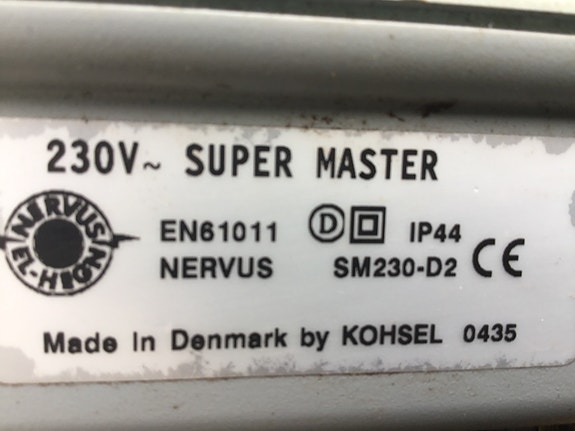 230V~ SUPER MASTER
NERVUS
EL-HEGN
EN61011 D IP44
NERVUS SM230-D2 CE
Made in Denmark by KOHSEL 0435